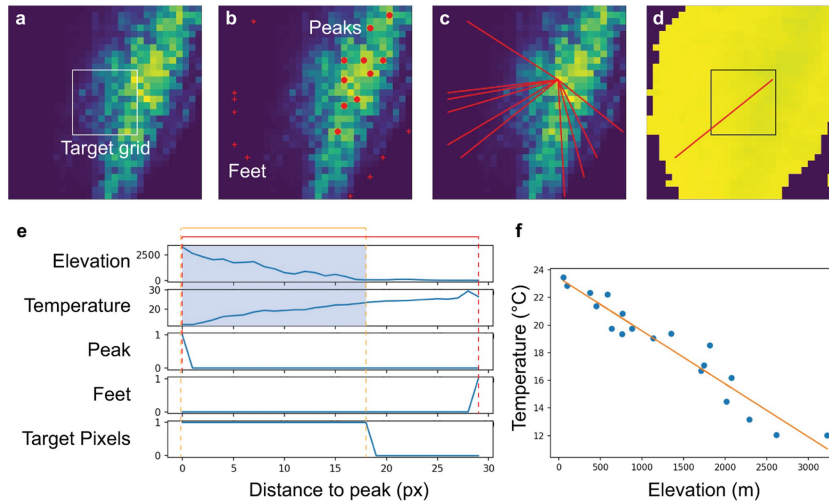 a
b
c
d
Peaks
Target grid
Feet
e
f
Elevation
2500
0
Temperature
30
20
Peak
1
0
Feet
1
0
Target Pixels
1
0
0 5 10 15 20 25 30
Distance to peak (px)
Temperature (°C)
24
22
20
18
16
14
12
0 500 1000 1500 2000 2500 3000
Elevation (m)